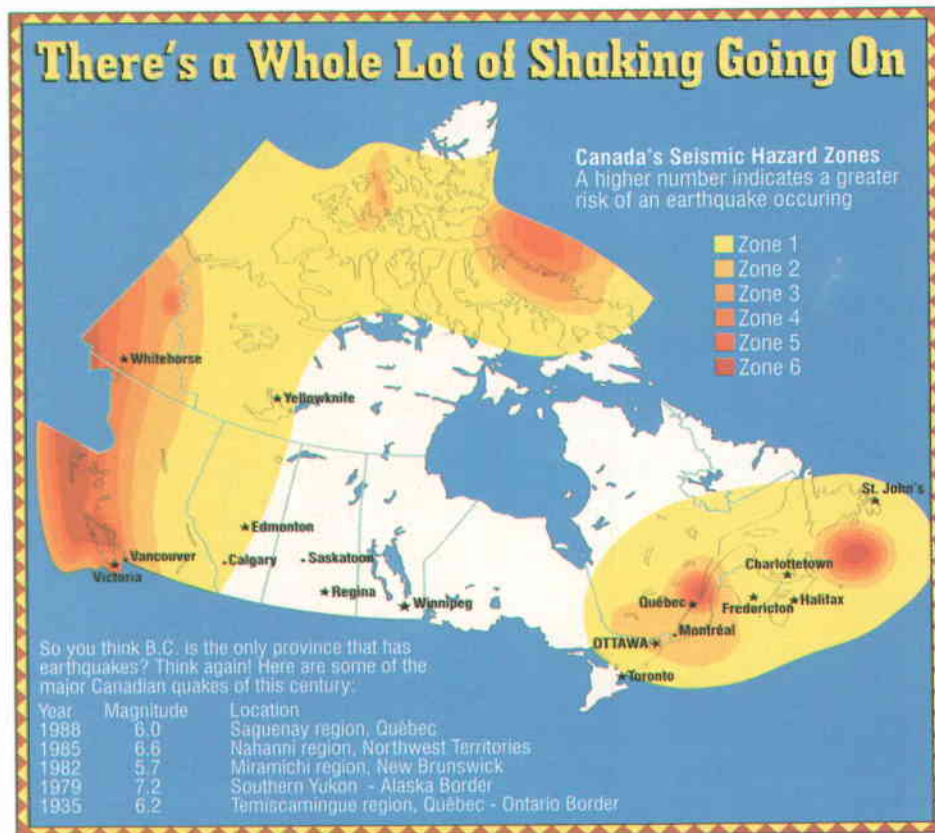 There's a Whole Lot of Shaking Going On
Canada's Seismic Hazard Zones
A higher number indicates a greater
risk of an earthquake occuring
Zone 1
Zone 2
Zone 3
Zone 4
Zone 5
Zone 6
Whitehorse
Yellowknife
St. John's
Edmonton
Vancouver
Calgary
Saskatoon
Victoria
Charlottetown
Regina
Winnipeg
Québec
Fredericton
Halifax
Montréal
OTTAWA
Toronto
So you think B.C. is the only province that has
earthquakes? Think again! Here are some of the
major Canadian quakes of this century:
Year Magnitude Location
1988 6.0 Saguenay region, Québec
1985 6.6 Nahanni region, Northwest Territories
1982 5.7 Miramichi region, New Brunswick
1979 7.2 Southern Yukon - Alaska Border
1935 6.2 Temiscamingue region, Québec - Ontario Border